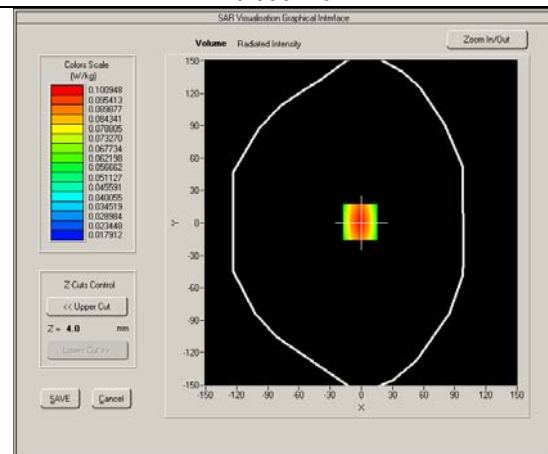 SAR Visualisation Graphical Interface
Volume Radiated Intensity
Zoom In/Out
Colors Scale
(W/kg)
0.100948
0.095413
0.089877
0.084341
0.078805
0.073270
0.067734
0.062198
0.056662
0.051127
0.045591
0.040055
0.034519
0.028984
0.023448
0.017912
Z-Cuts Control
<< Upper Cut
Z = 4.0 mm
Lower Cut >>
SAVE Cancel
150
120
90
60
30
0
-30
-60
-90
-120
-150
Y
-150 -120 -90 -60 -30 0 30 60 90 120 150
X